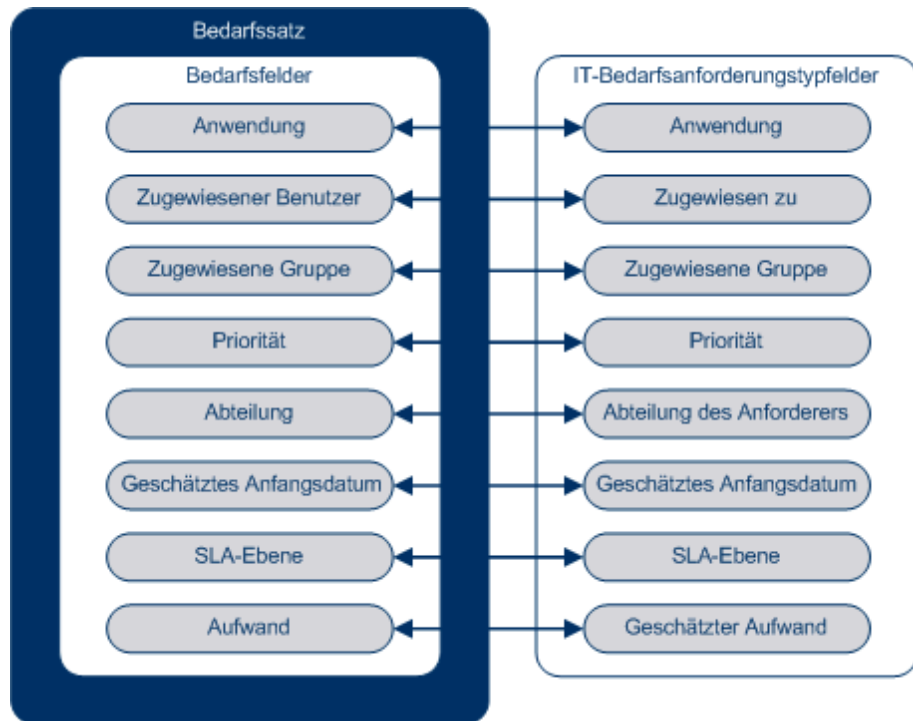 Bedarfssatz
Bedarfsfelder
IT-Bedarfsanforderungstypfelder
Anwendung
Anwendung
Zugewiesener Benutzer
Zugewiesen zu
Zugewiesene Gruppe
Zugewiesene Gruppe
Priorität
Priorität
Abteilung
Abteilung des Anforderers
Geschätztes Anfangsdatum
Geschätztes Anfangsdatum
SLA-Ebene
SLA-Ebene
Aufwand
Geschätzter Aufwand